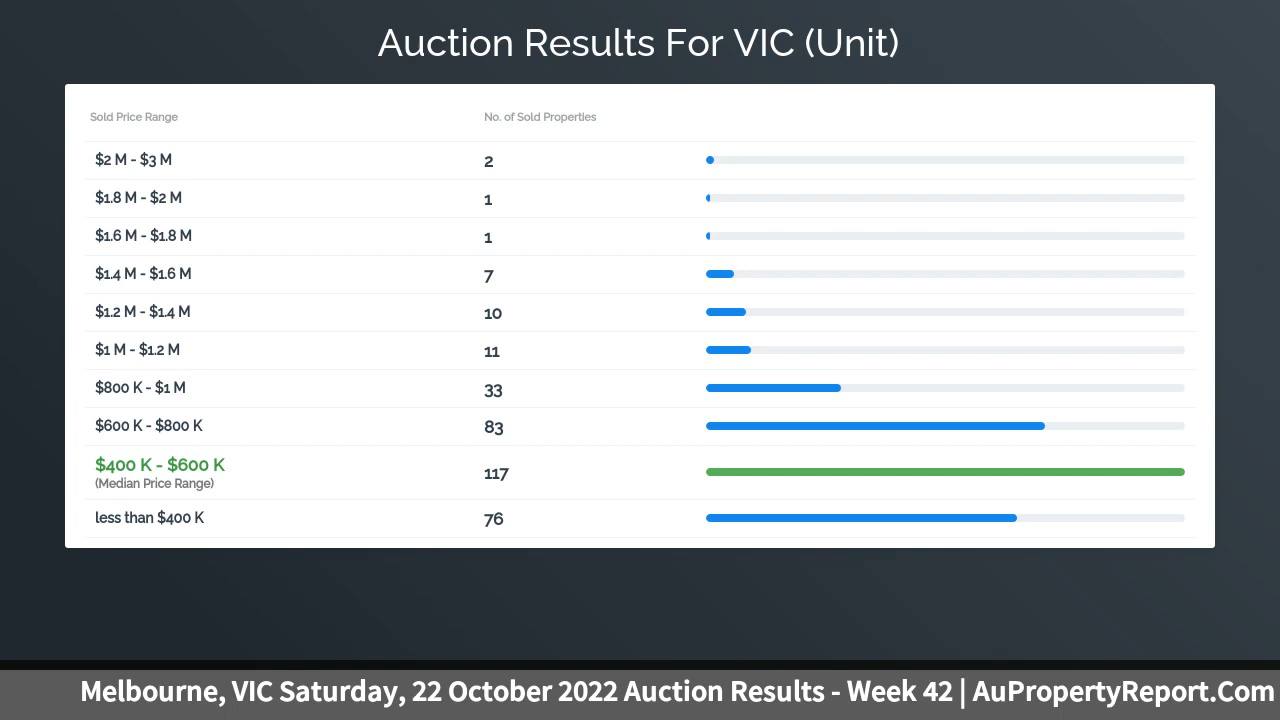 Auction Results For VIC (Unit)
Sold Price Range No. of Sold Properties
$2 M - $3 M 2
$1.8 M - $2 M 1
$1.6 M - $1.8 M 1
$1.4 M - $1.6 M 7
$1.2 M - $1.4 M 10
$1 M - $1.2 M 11
$800 K - $1 M 33
$600 K - $800 K 83
$400 K - $600 K 117
(Median Price Range)
less than $400 K 76
Melbourne, VIC Saturday, 22 October 2022 Auction Results - Week 42 | AuPropertyReport.Com